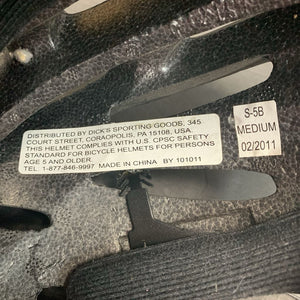 DISTRIBUTED BY DICK'S SPORTING GOODS, 345
COURT STREET, CORAOPOLIS, PA 15108, USA.
THIS HELMET COMPLIES WITH U.S. CPSC SAFETY
STANDARD FOR BICYCLE HELMETS FOR PERSONS
AGE 5 AND OLDER.
TEL: 1-877-846-9997 MADE IN CHINA BY 101011
S-5B
MEDIUM
02/2011